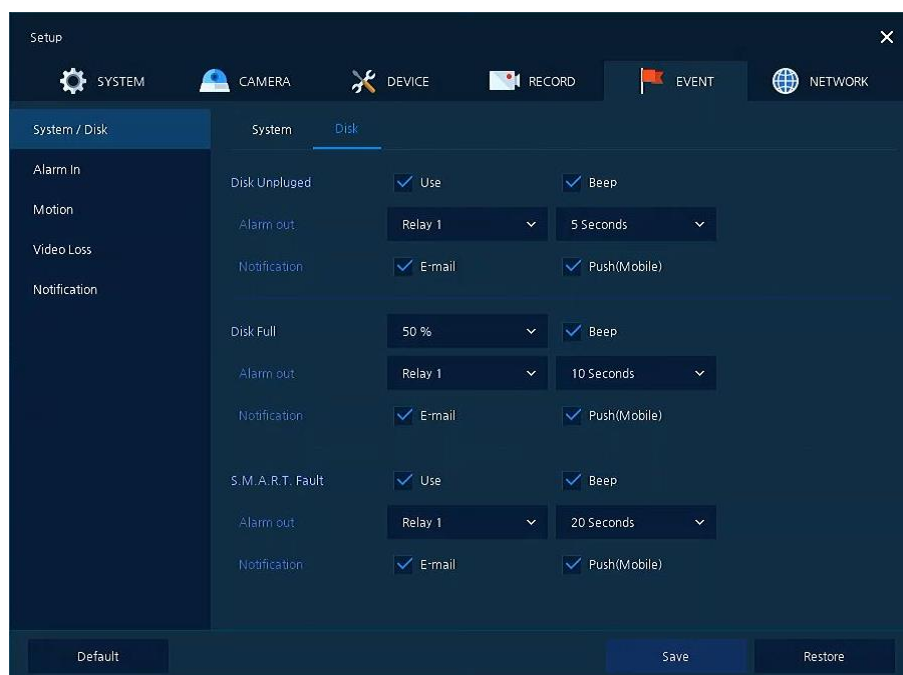 Setup
SYSTEM CAMERA DEVICE RECORD EVENT NETWORK
System / Disk System Disk
Alarm In
Motion
Video Loss
Notification
Disk Unpluged Use Beep
Alarm out Relay 1 5 Seconds
Notification E-mail Push(Mobile)
Disk Full 50 % Beep
Alarm out Relay 1 10 Seconds
Notification E-mail Push(Mobile)
S.M.A.R.T. Fault Use Beep
Alarm out Relay 1 20 Seconds
Notification E-mail Push(Mobile)
Default Save Restore